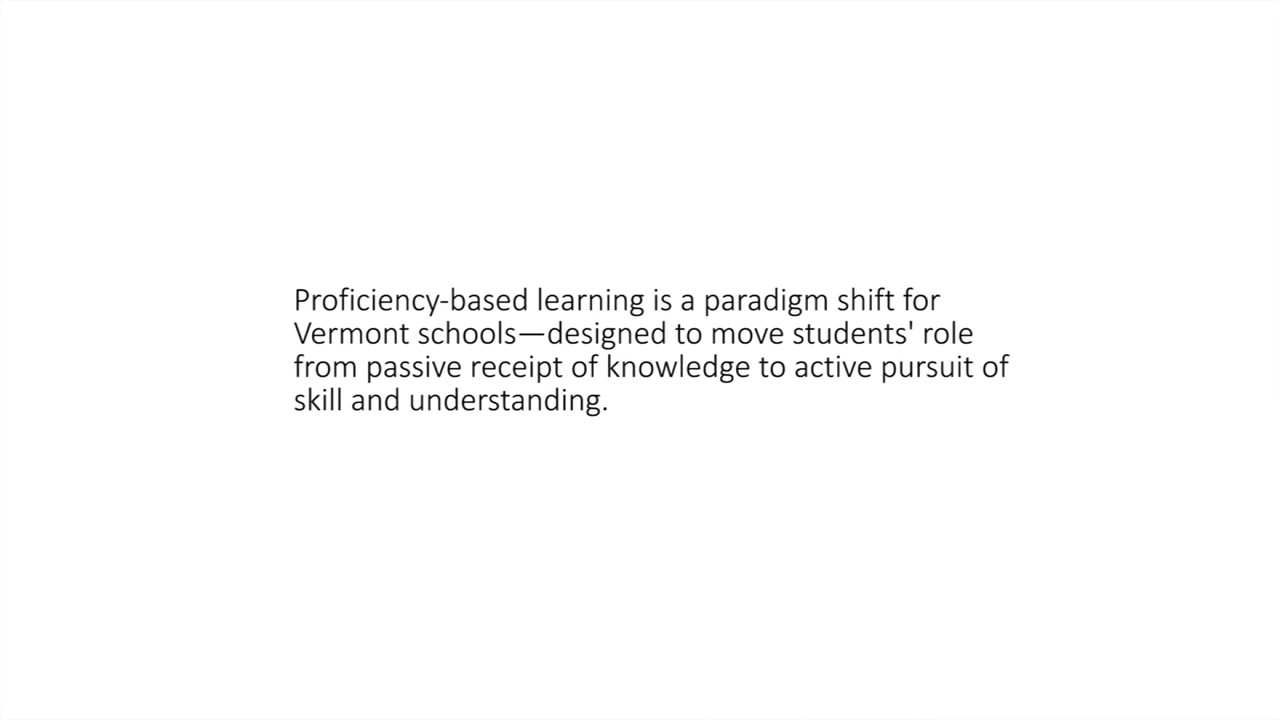 Proficiency-based learning is a paradigm shift for
Vermont schools—designed to move students' role
from passive receipt of knowledge to active pursuit of
skill and understanding.